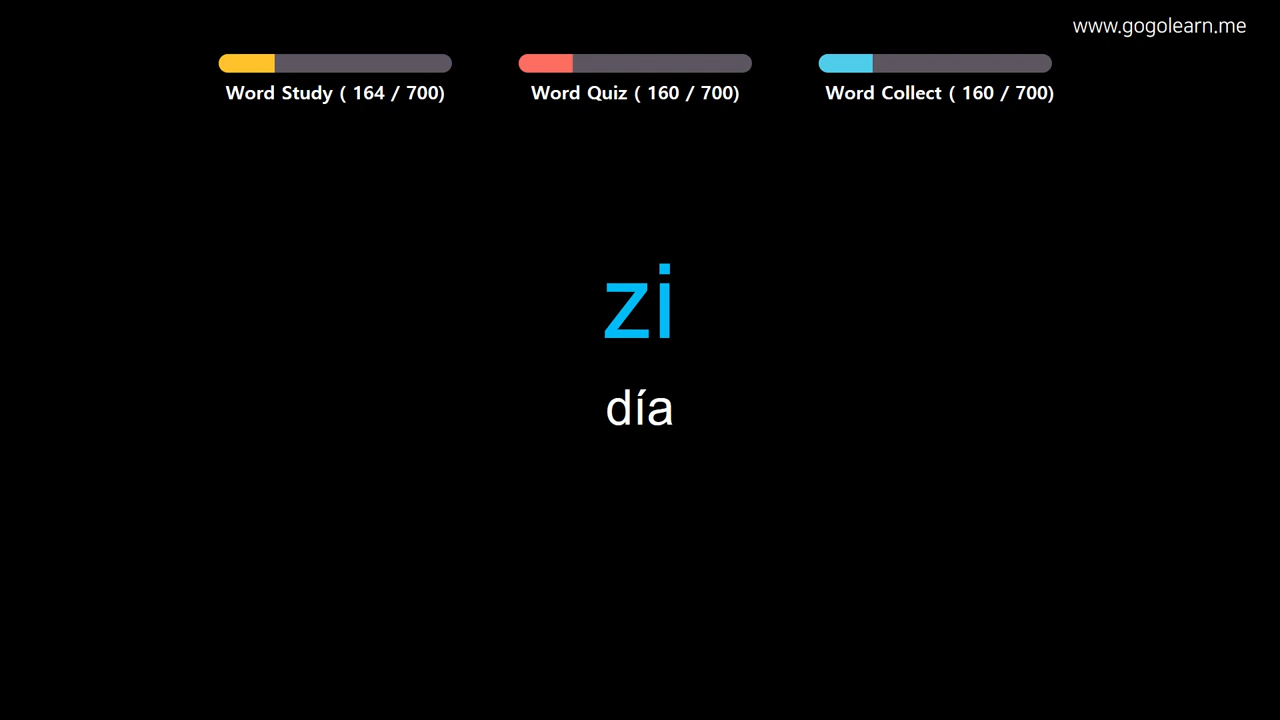 www.gogolearn.me
Word Study ( 164 / 700)
Word Quiz ( 160 / 700)
Word Collect ( 160 / 700)
zi
día